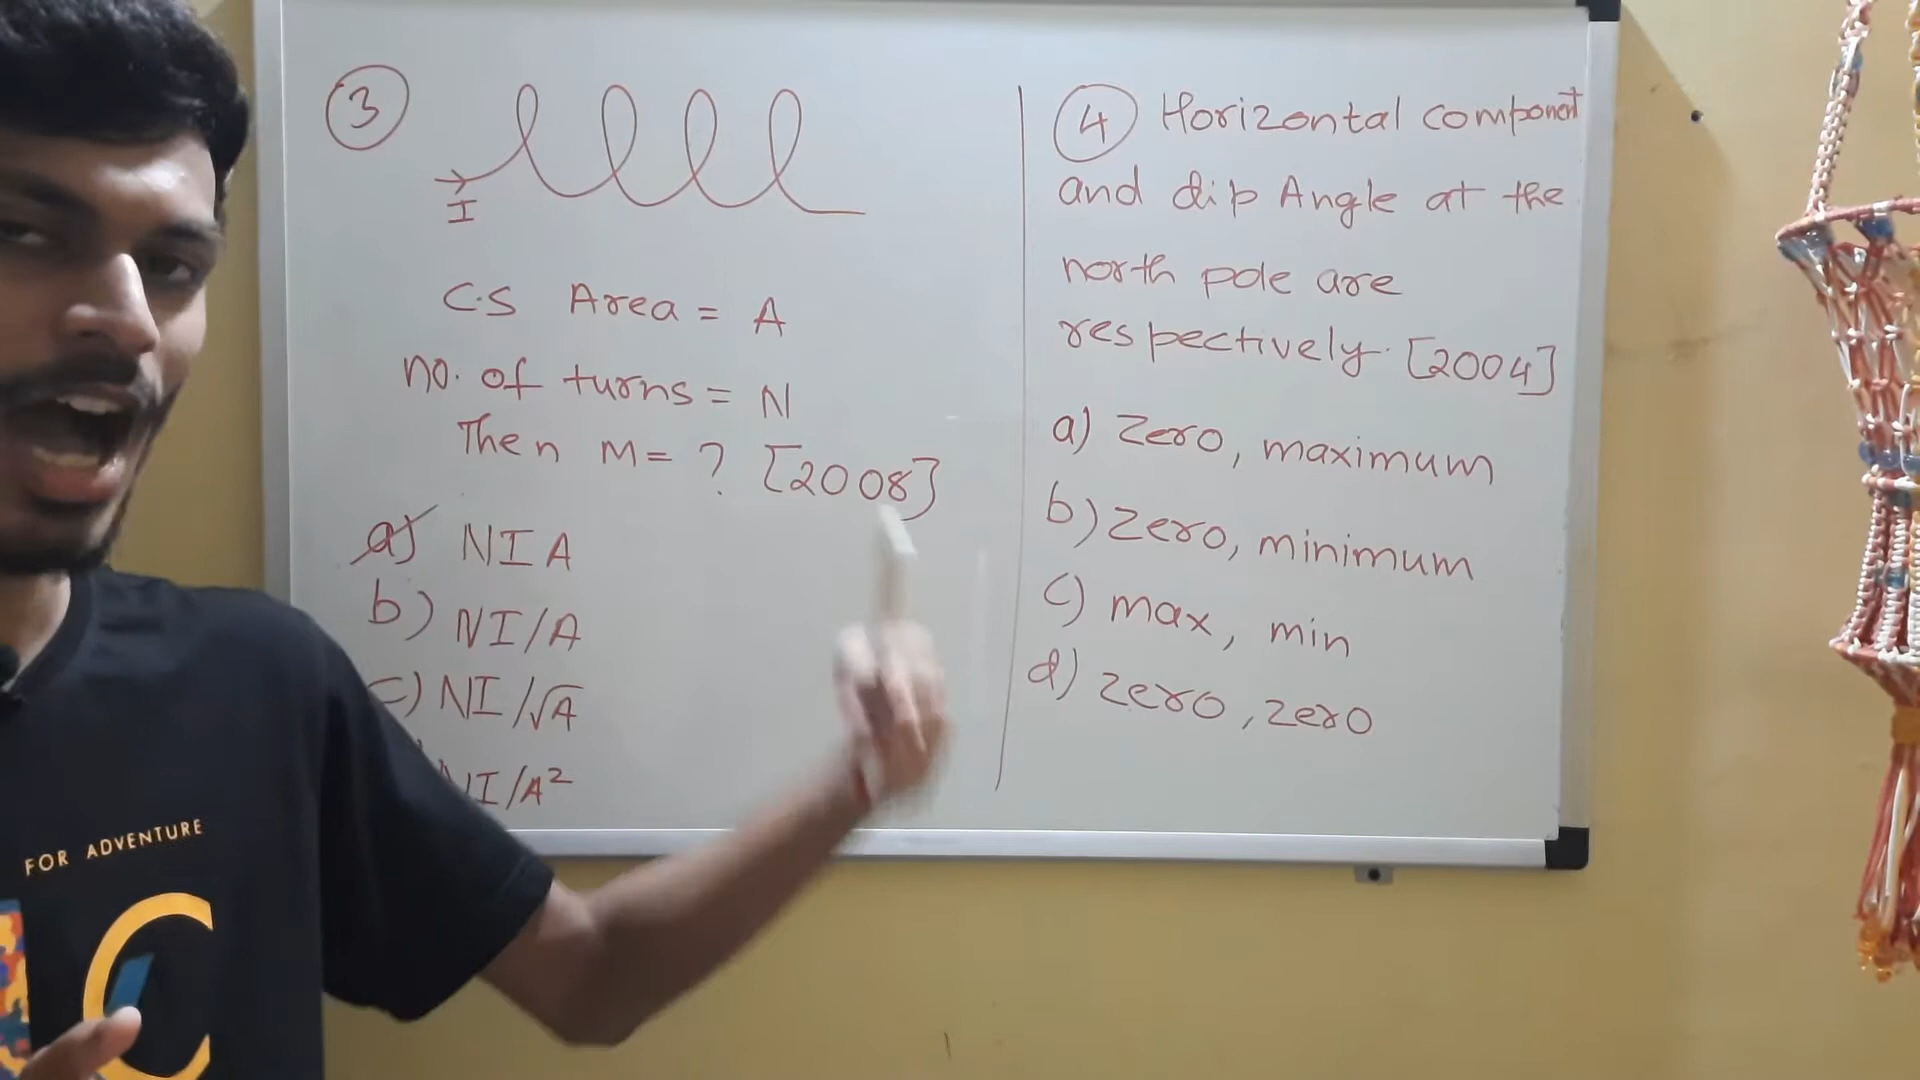 3
I
C.S Area = A
no. of turns = N
Then M = ? [2008]
a) NIA
b) NI/A
c) NI/√A
NI/A²
4 Horizontal component
and dip Angle at the
north pole are
respectively. [2004]
a) Zero, maximum
b) Zero, minimum
c) max, min
d) zero, zero
FOR ADVENTURE